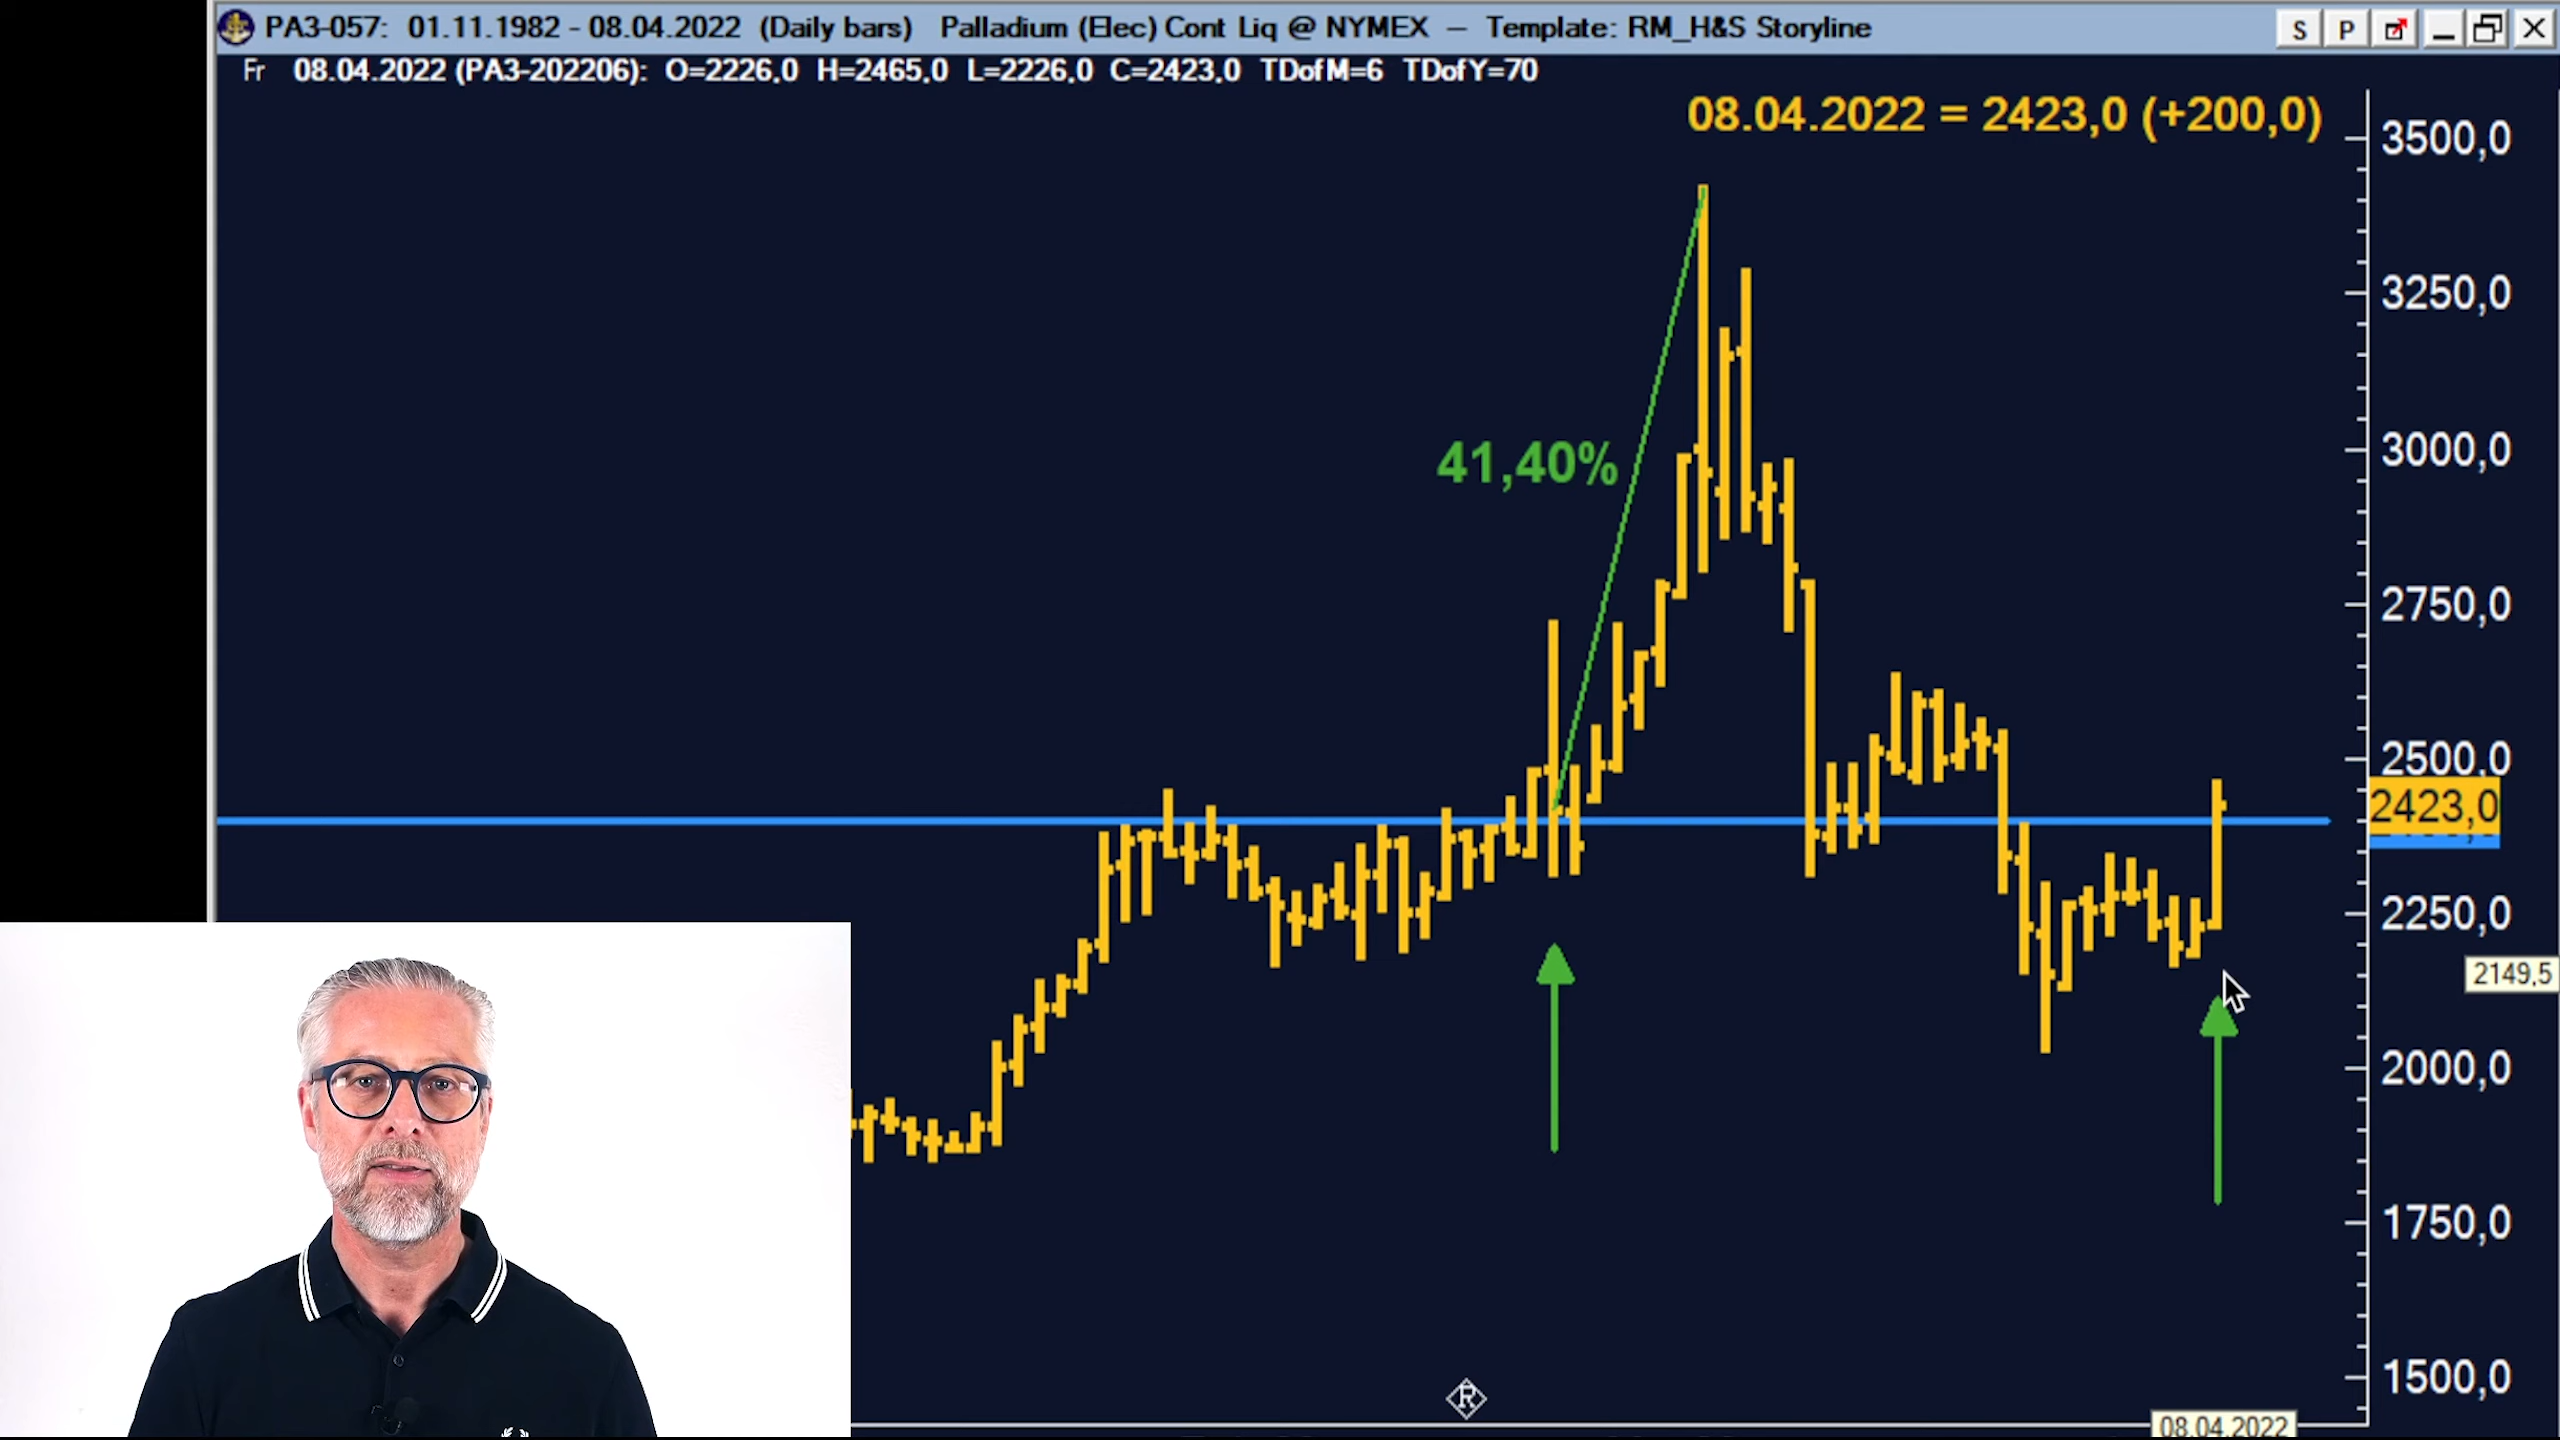 PA3-057: 01.11.1982 - 08.04.2022 (Daily bars) Palladium (Elec) Cont Liq @ NYMEX – Template: RM_H&S Storyline
S P
Fr 08.04.2022 (PA3-202206): O=2226,0 H=2465,0 L=2226,0 C=2423,0 TDofM=6 TDofY=70
08.04.2022 = 2423,0 (+200,0)
3500,0
3250,0
41,40%
3000,0
2750,0
2500,0
2423,0
2250,0
2149,5
2000,0
1750,0
1500,0
R
08.04.2022